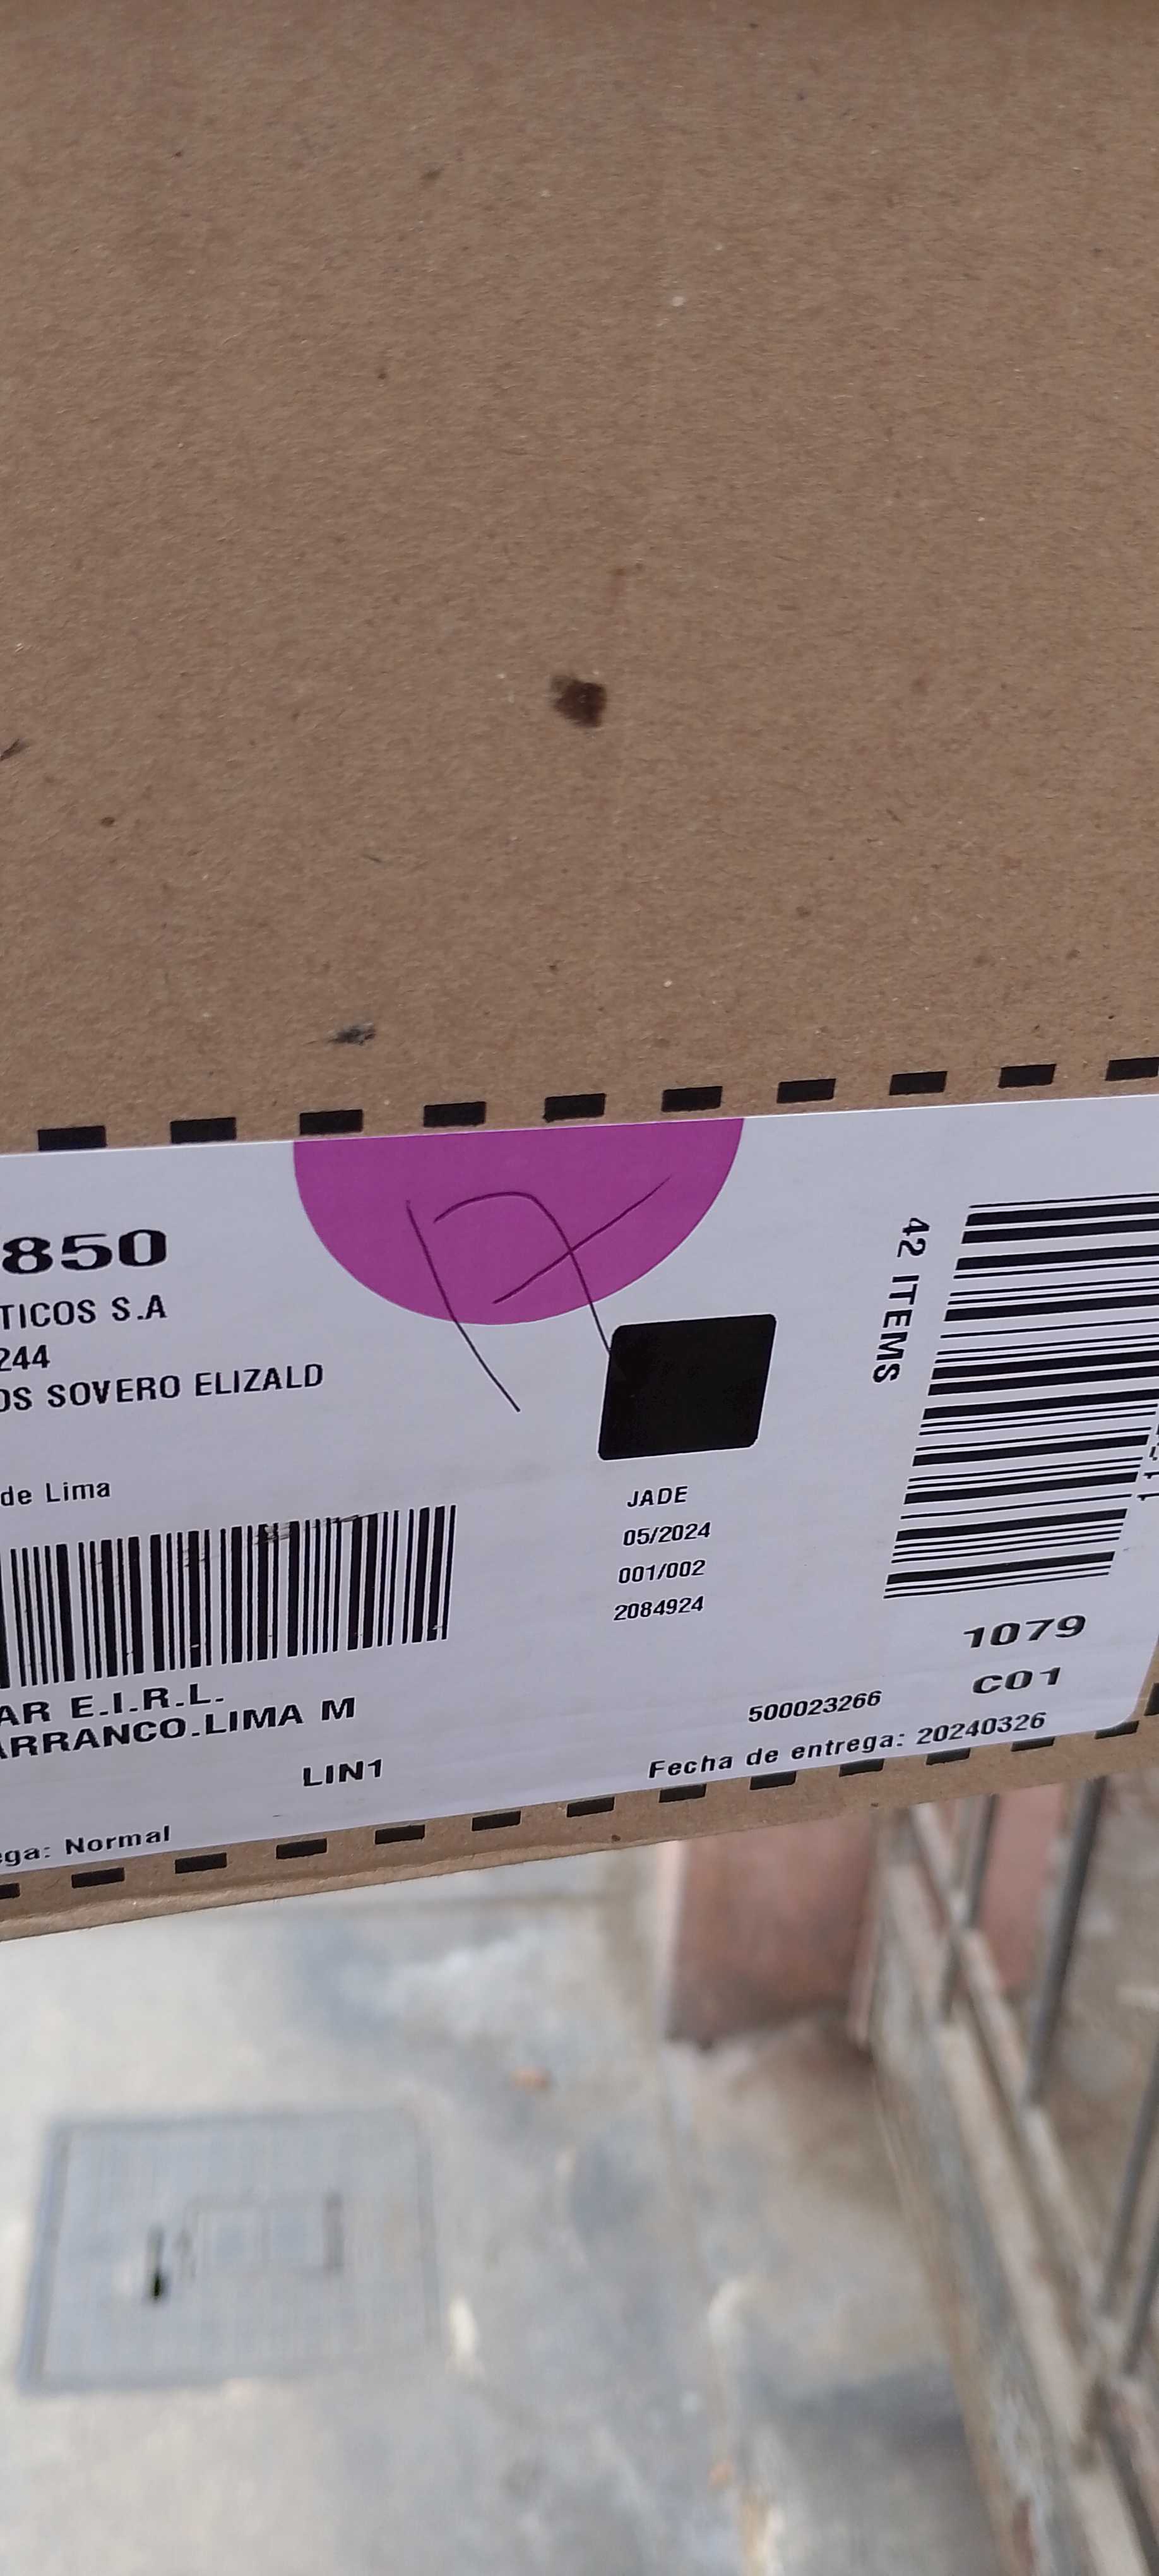 850
TICOS S.A
244
OS SOVERO ELIZALD
de Lima
AR E.I.R.L.
ARRANCO.LIMA M
LIN1
ega: Normal
JADE
05/2024
001/002
2084924
42 ITEMS
1079
C01
500023266
Fecha de entrega: 20240326